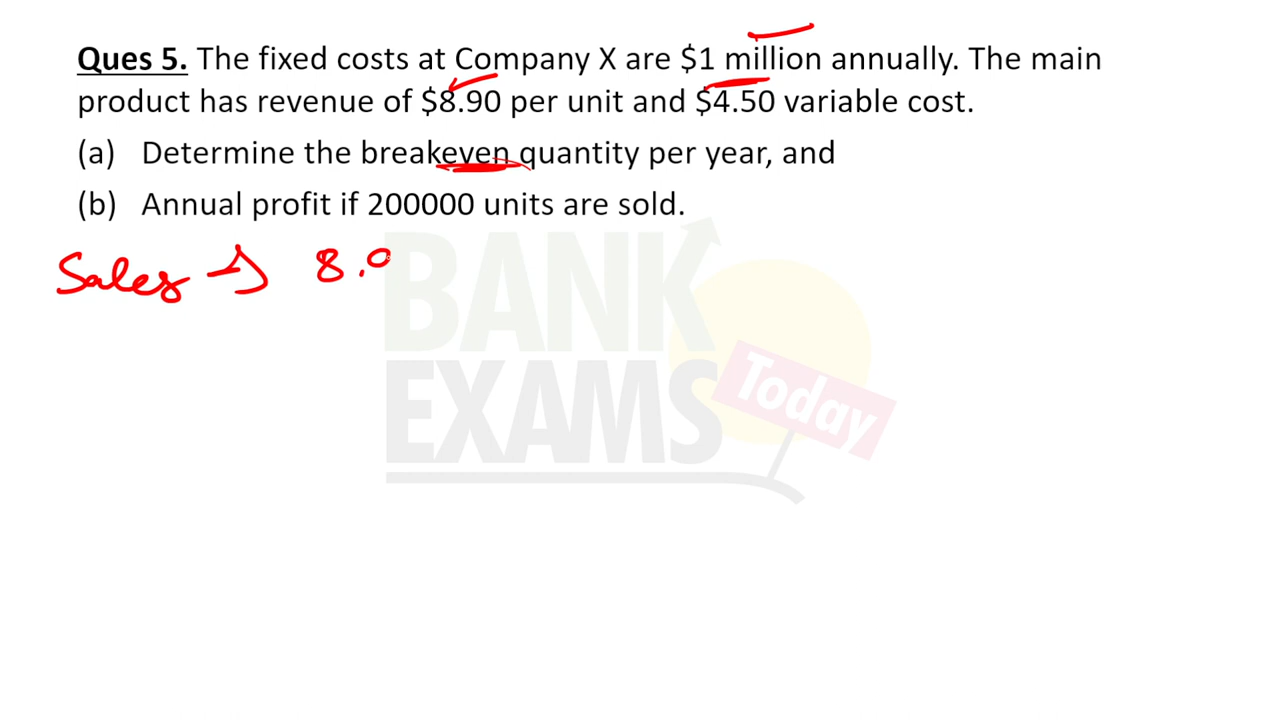 Ques 5. The fixed costs at Company X are $1 million annually. The main
product has revenue of $8.90 per unit and $4.50 variable cost.
(a) Determine the breakeven quantity per year, and
(b) Annual profit if 200000 units are sold.
Sales → 8.9
BANK
EXAMS
Today